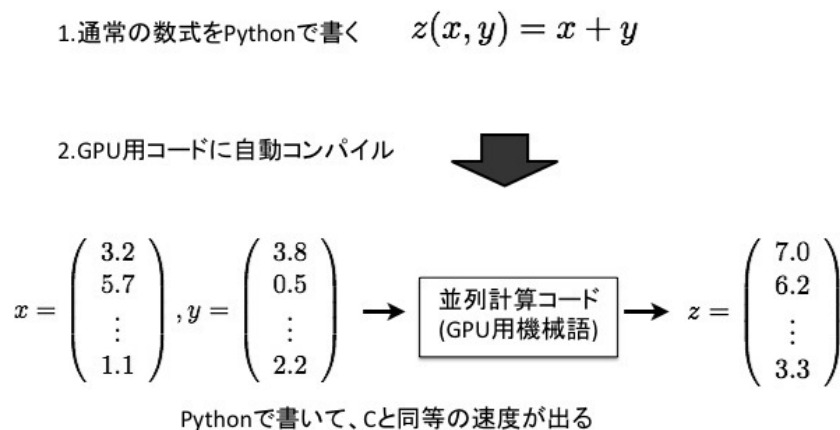 1.通常の数式をPythonで書く z(x, y) = x + y
2.GPU用コードに自動コンパイル
x = ( 3.2 5.7 ⋮ 1.1 ) , y = ( 3.8 0.5 ⋮ 2.2 ) → 並列計算コード (GPU用機械語) → z = ( 7.0 6.2 ⋮ 3.3 )
Pythonで書いて、Cと同等の速度が出る